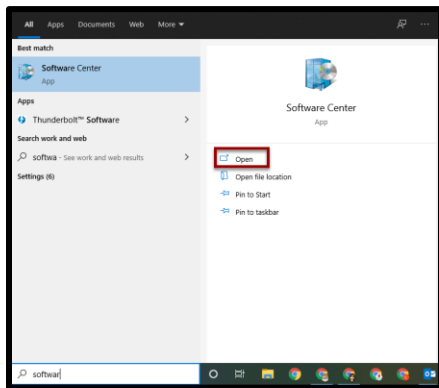 All Apps Documents Web More
Best match
Software Center
App
Apps
Thunderbolt™ Software
Search work and web
softwa - See work and web results
Settings (6)
Software Center
App
Open
Open file location
Pin to Start
Pin to taskbar
softwar